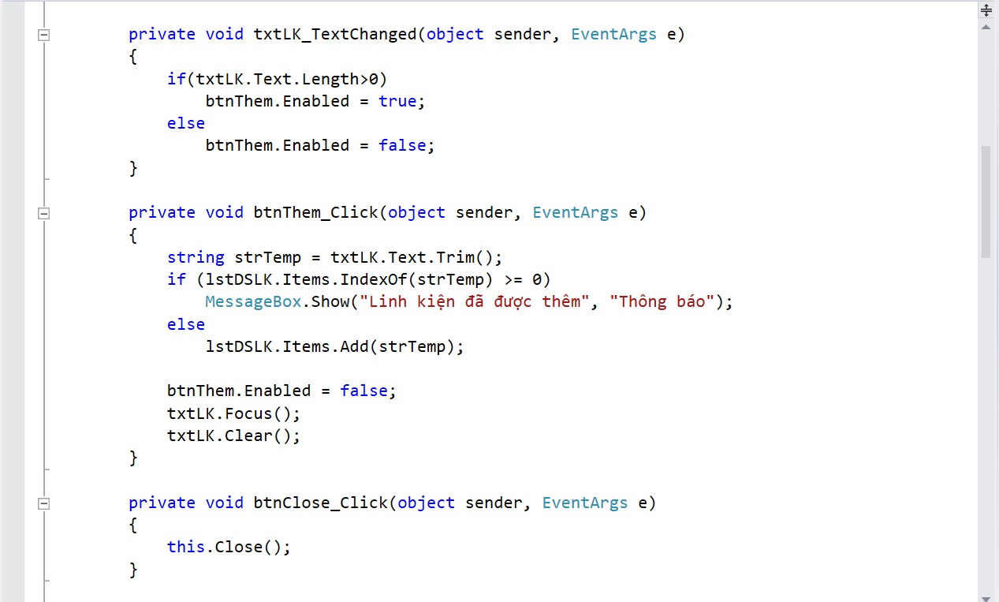 private void txtLK_TextChanged(object sender, EventArgs e)
{
if(txtLK.Text.Length>0)
btnThem.Enabled = true;
else
btnThem.Enabled = false;
}
private void btnThem_Click(object sender, EventArgs e)
{
string strTemp = txtLK.Text.Trim();
if (lstDSLK.Items.IndexOf(strTemp) >= 0)
MessageBox.Show("Linh kiện đã được thêm", "Thông báo");
else
lstDSLK.Items.Add(strTemp);
btnThem.Enabled = false;
txtLK.Focus();
txtLK.Clear();
}
private void btnClose_Click(object sender, EventArgs e)
{
this.Close();
}